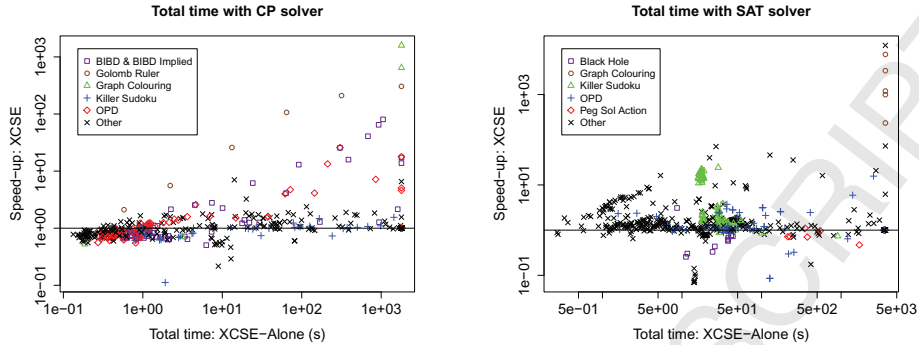 Total time with CP solver
Speed-up: XCSE
1e+03
1e+02
1e+01
1e+00
1e-01
BIBD & BIBD Implied
Golomb Ruler
Graph Colouring
Killer Sudoku
OPD
Other
1e-01 1e+00 1e+01 1e+02 1e+03
Total time: XCSE-Alone (s)
Total time with SAT solver
Speed-up: XCSE
1e+03
1e+01
1e-01
Black Hole
Graph Colouring
Killer Sudoku
OPD
Peg Sol Action
Other
5e-01 5e+00 5e+01 5e+02 5e+03
Total time: XCSE-Alone (s)
SCRIPT